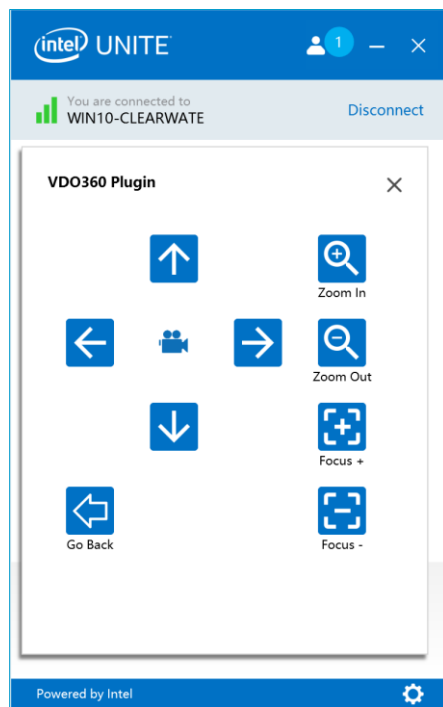 intel UNITE
1
You are connected to
WIN10-CLEARWATE
Disconnect
VDO360 Plugin
Zoom In
Zoom Out
Focus +
Go Back
Focus -
Powered by Intel